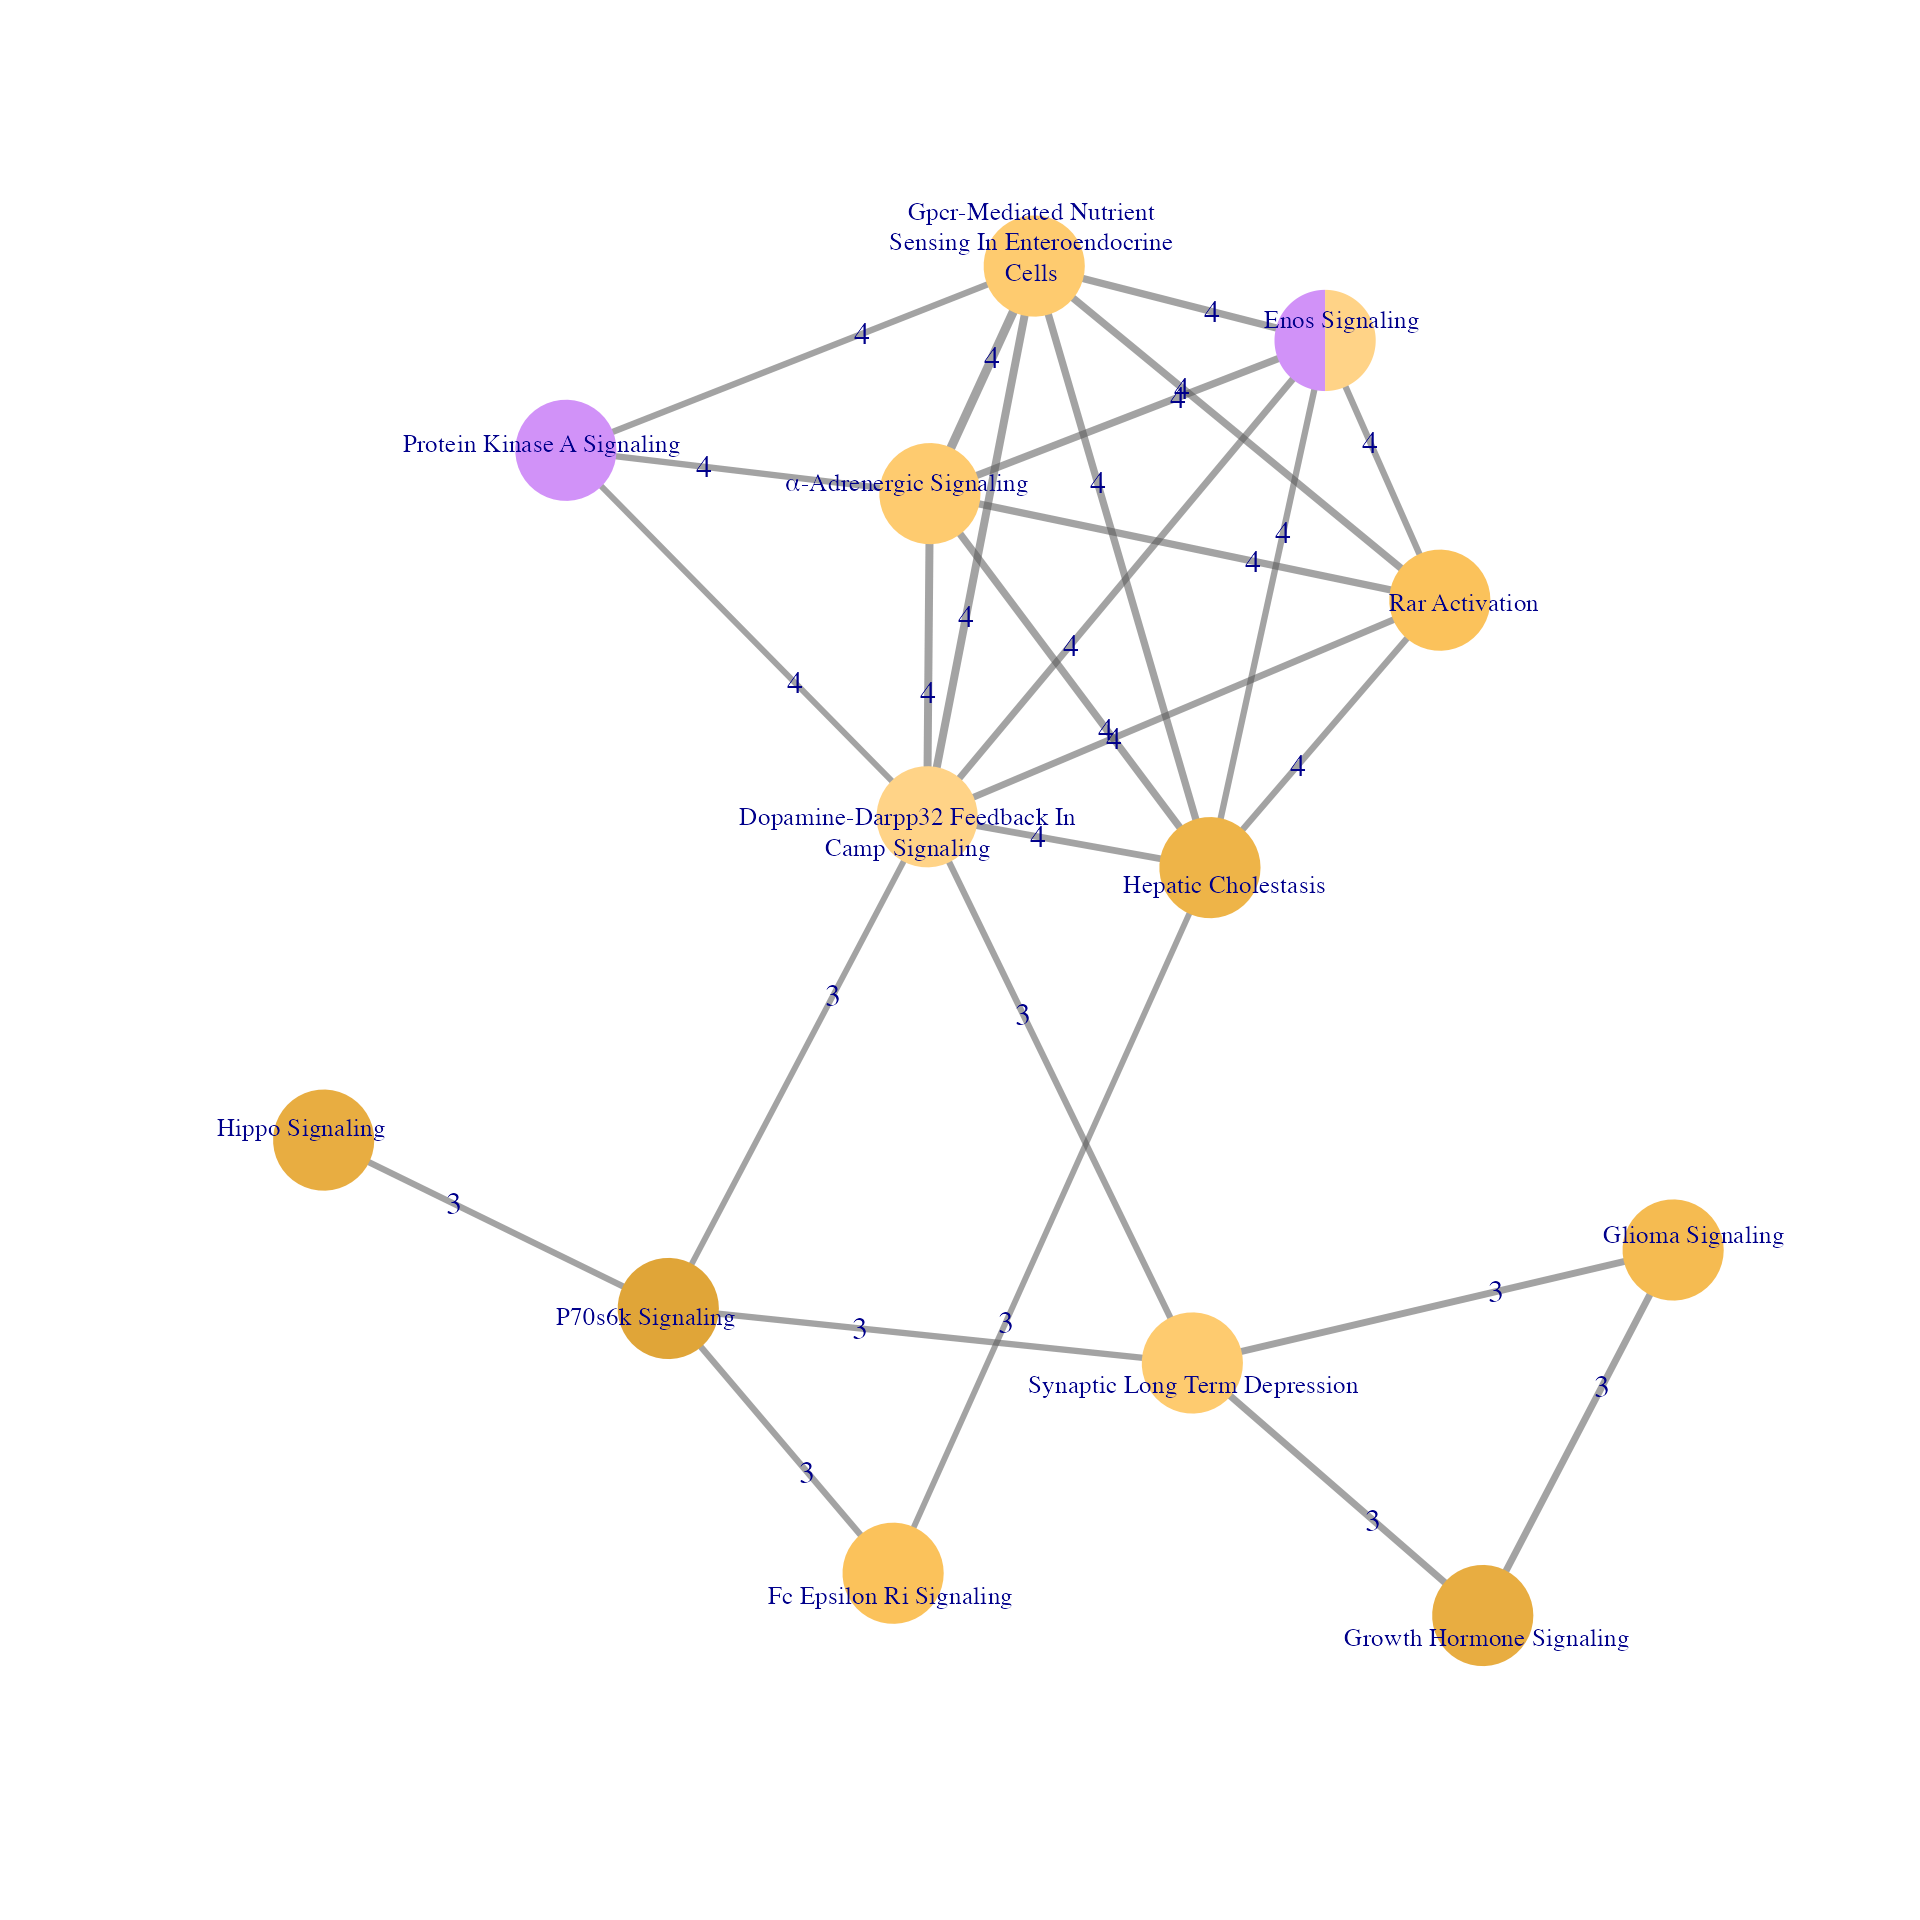 Gpcr-Mediated Nutrient
Sensing In Enteroendocrine
Cells
4
Enos Signaling
4
4
4
4
Protein Kinase A Signaling
4
4
4
α-Adrenergic Signaling
4
4
4
Rar Activation
4
4
4
4
4
4
4
Dopamine-Darpp32 Feedback In
Camp Signaling
4
Hepatic Cholestasis
3
3
Hippo Signaling
3
Glioma Signaling
3
P70s6k Signaling
3
3
Synaptic Long Term Depression
3
3
3
Fc Epsilon Ri Signaling
Growth Hormone Signaling